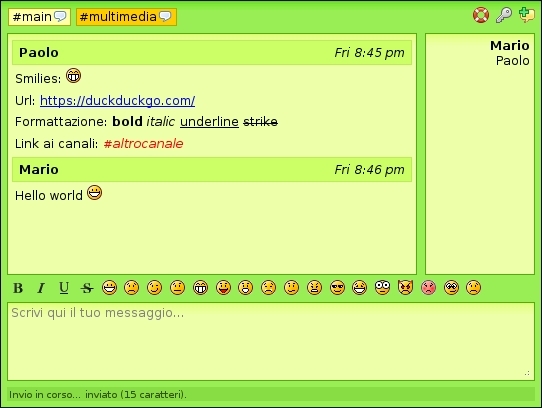 #main #multimedia
Paolo Fri 8:45 pm
Smilies:
Url: https://duckduckgo.com/
Formattazione: bold italic underline strike
Link ai canali: #altrocanale
Mario Fri 8:46 pm
Hello world
Mario
Paolo
B I U S
Scrivi qui il tuo messaggio...
Invio in corso... inviato (15 caratteri).